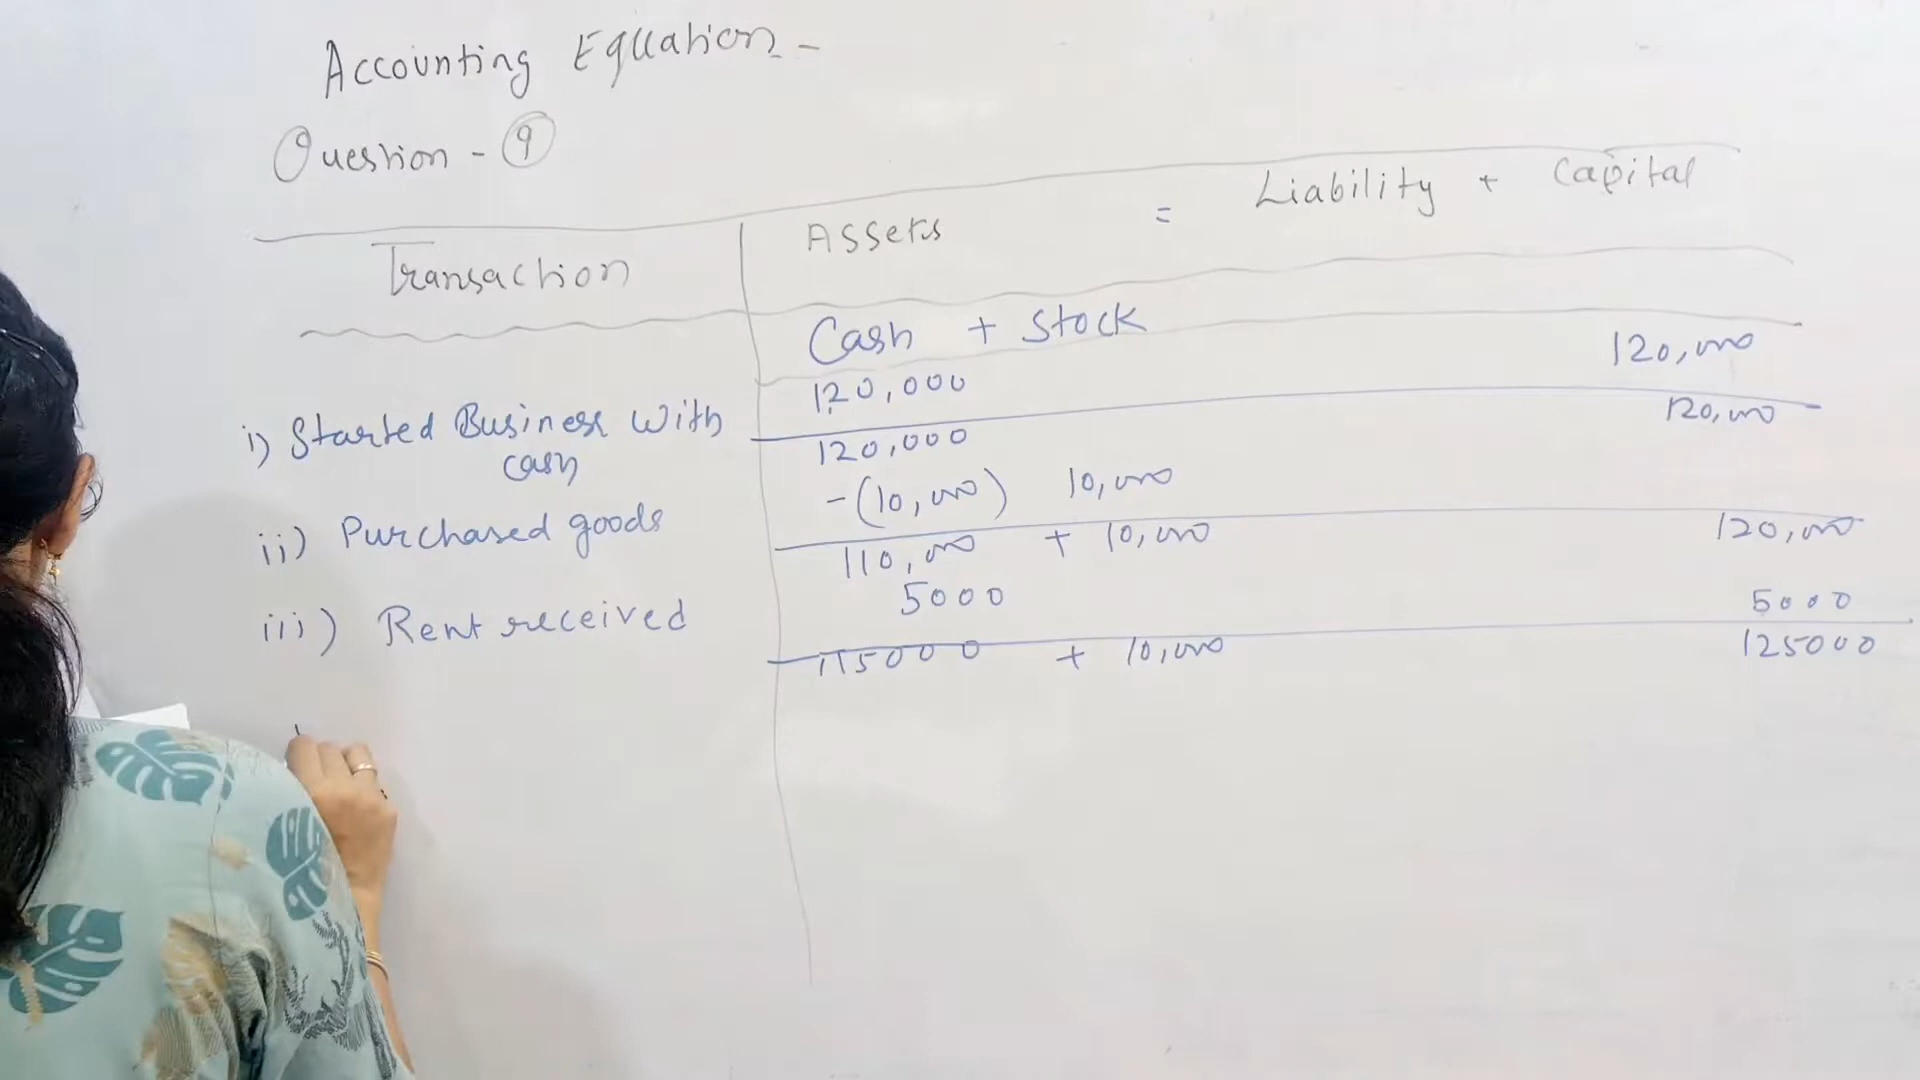 Accounting Equation -
Question - 9
Transaction Assets = Liability + Capital
Cash + Stock
120,000 120,000
i) Started Business With
cash
120,000 120,000
-(10,000) 10,000
ii) Purchased goods
110,000 + 10,000 120,000
5000 5000
iii) Rent received
115000 + 10,000 125000